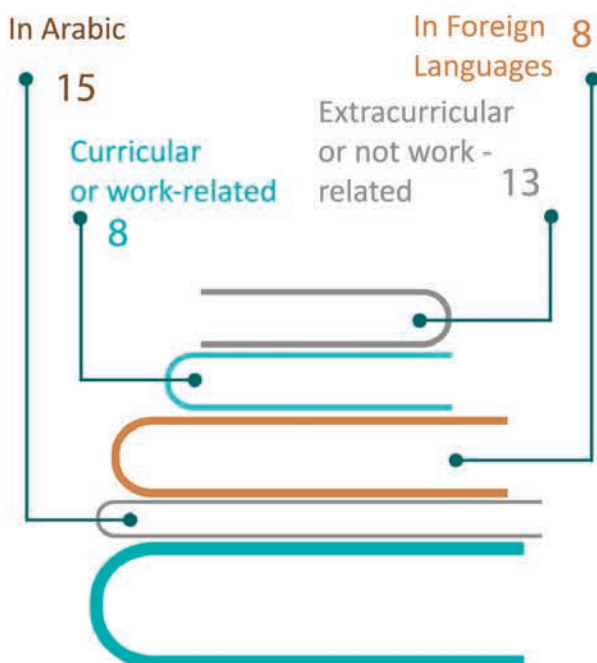 In Arabic
15
In Foreign 8
Languages
Curricular
or work-related
8
Extracurricular
or not work -
related 13